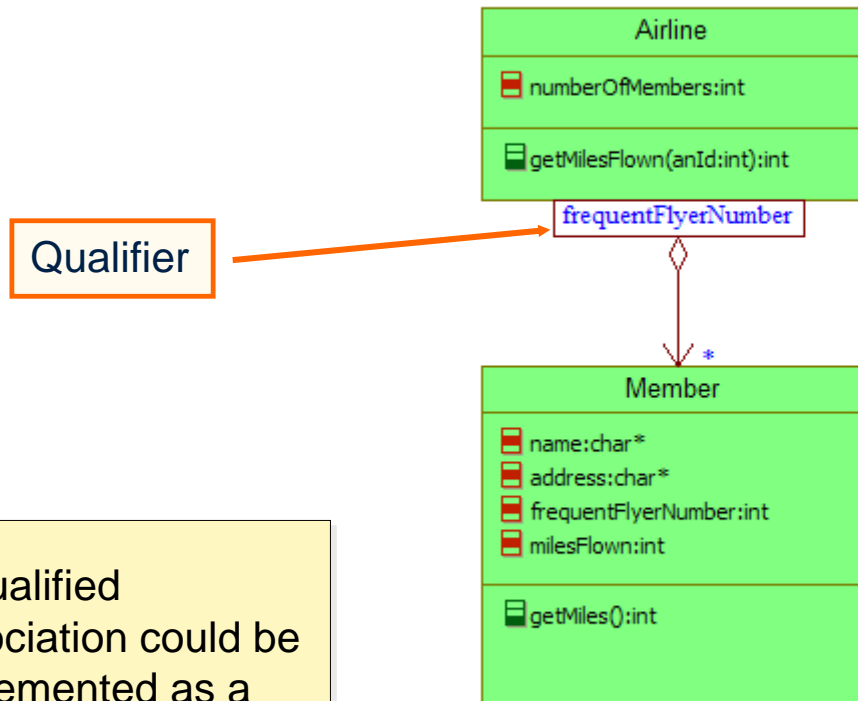 Airline
numberOfMembers:int
getMilesFlown(anId:int):int
frequentFlyerNumber
Qualifier
*
Member
name:char*
address:char*
frequentFlyerNumber:int
milesFlown:int
getMiles():int
ualified
ociation could be
emented as a